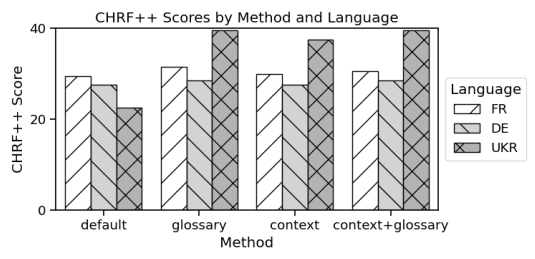 CHRF++ Scores by Method and Language
CHRF++ Score
40
20
0
default glossary context context+glossary
Method
Language
FR
DE
UKR